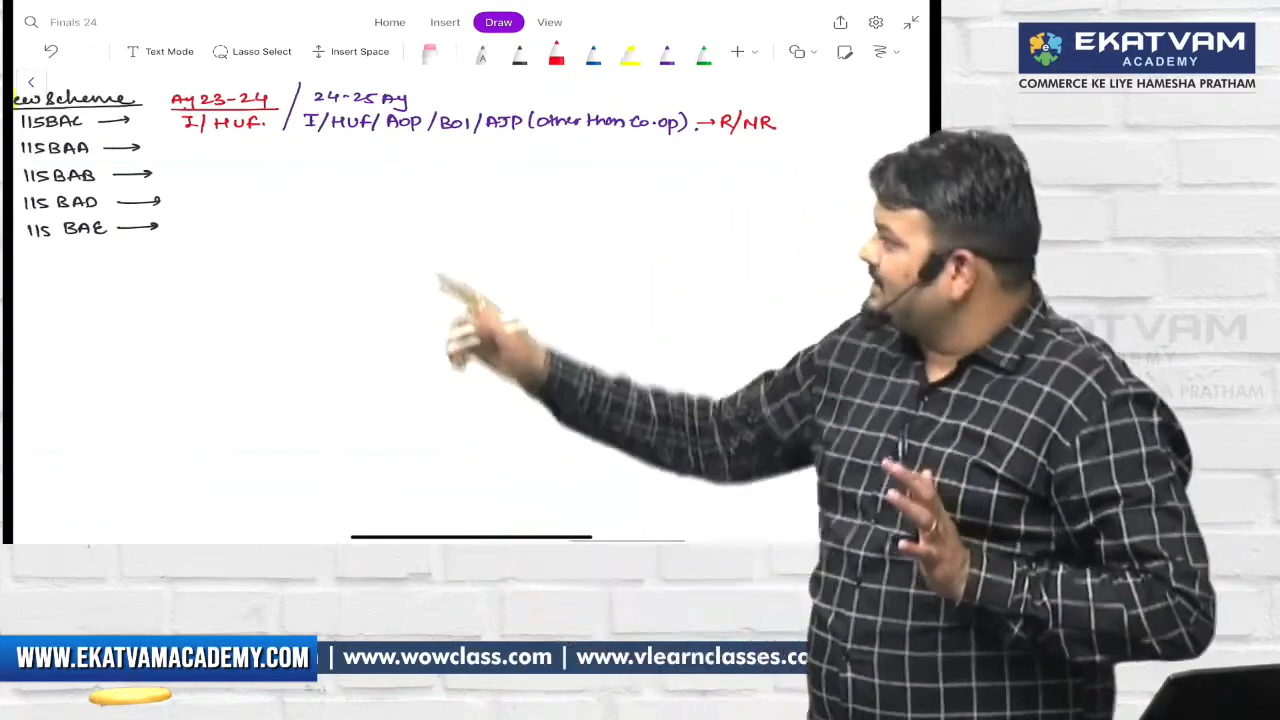 Finals 24
Home Insert Draw View
Text Mode Lasso Select Insert Space
ew Scheme
Ay 23-24 / 24-25 Ay
115BAC → I/HUF. I/HUF/AOP/BOI/AJP (other then co.op). → R/NR
115BAA →
115BAB →
115 BAD →
115 BAE →
EKATVAM
ACADEMY
COMMERCE KE LIYE HAMESHA PRATHAM
EKATVAM
WWW.EKATVAMACADEMY.COM | www.wowclass.com | www.vlearnclasses.co